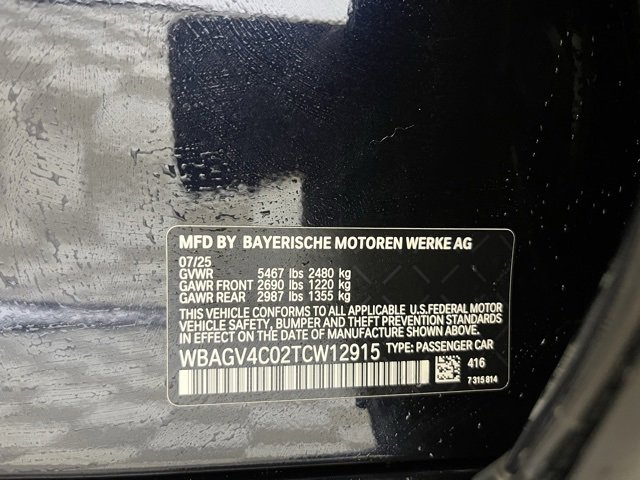 MFD BY BAYERISCHE MOTOREN WERKE AG
07/25
GVWR 5467 lbs 2480 kg
GAWR FRONT 2690 lbs 1220 kg
GAWR REAR 2987 lbs 1355 kg
THIS VEHICLE CONFORMS TO ALL APPLICABLE U.S.FEDERAL MOTOR
VEHICLE SAFETY, BUMPER AND THEFT PREVENTION STANDARDS
IN EFFECT ON THE DATE OF MANUFACTURE SHOWN ABOVE.
WBAGV4C02TCW12915 TYPE: PASSENGER CAR
416
7 315 814